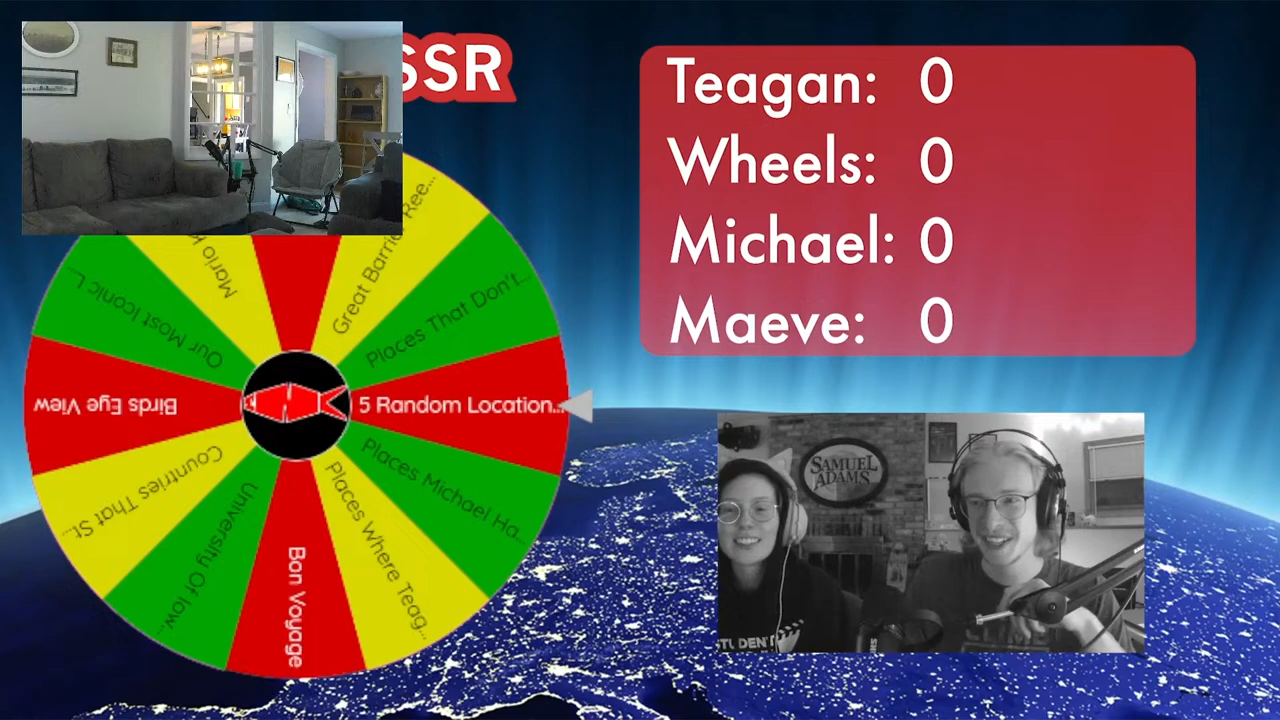 SSR
Teagan: 0
Wheels: 0
Michael: 0
Maeve: 0
Great Barrier Ree...
Places That Don't...
5 Random Location...
Places Michael Ha...
Places Where Teag...
Bon Voyage
University Of Iow...
Countries That St...
Birds Eye View
Our Most Iconic L...
Mario K
SAMUEL
ADAMS
STUDENT